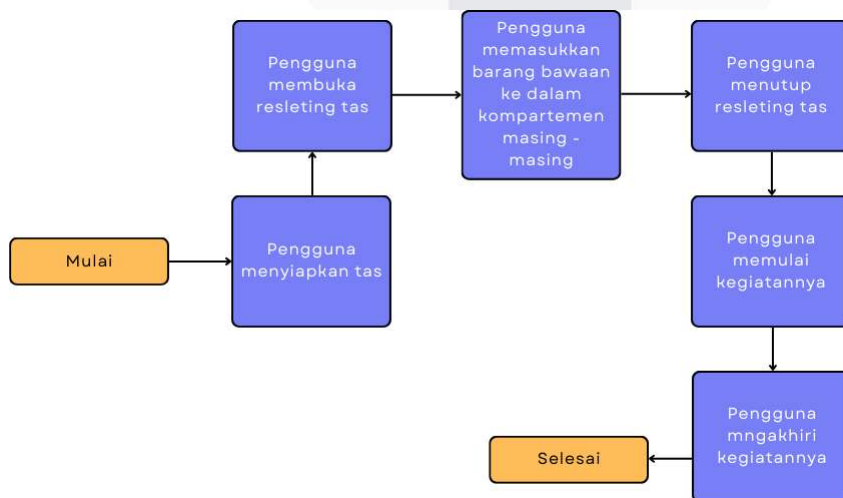 Mulai
Pengguna
menyiapkan tas
Pengguna
membuka
resleting tas
Pengguna
memasukkan
barang bawaan
ke dalam
kompartemen
masing -
masing
Pengguna
menutup
resleting tas
Pengguna
memulai
kegiatannya
Pengguna
mngakhiri
kegiatannya
Selesai